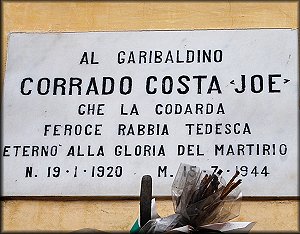 AL GARIBALDINO
CORRADO COSTA "JOE"
CHE LA CODARDA
FEROCE RABBIA TEDESCA
ETERNO' ALLA GLORIA DEL MARTIRIO
N. 19-1-1920 M. 15-7-1944